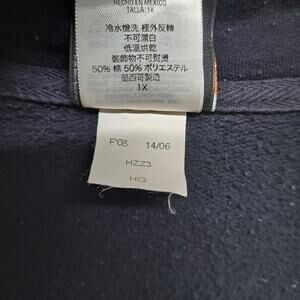 HECHO EN MEXICO
TALLA: 1X
冷水機洗 裡外反轉
不可漂白
低溫烘乾
裝飾物不可熨燙
50% 棉 50% ポリエステル
墨西哥製造
1X
F'08 14/06
HZZ3
HG